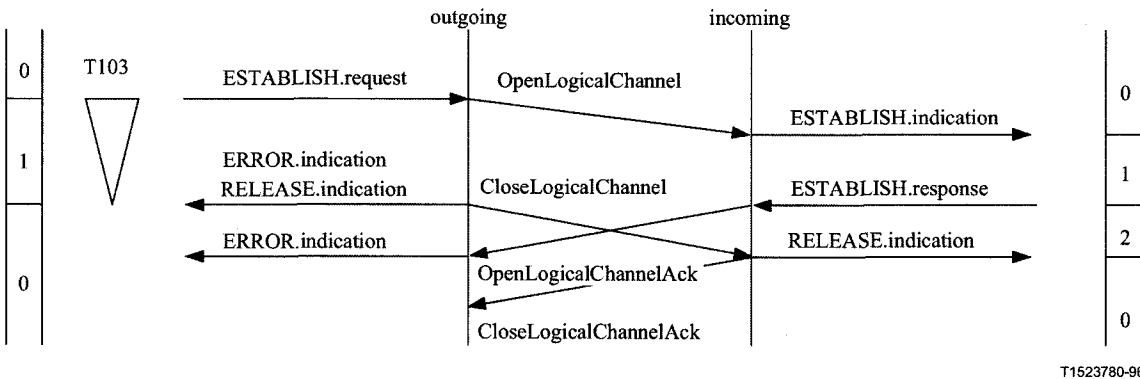 outgoing
incoming
0
T103
ESTABLISH.request
OpenLogicalChannel
0
ESTABLISH.indication
1
ERROR.indication
RELEASE.indication
CloseLogicalChannel
ESTABLISH.response
1
ERROR.indication
RELEASE.indication
2
0
OpenLogicalChannelAck
CloseLogicalChannelAck
0
T1523780-96